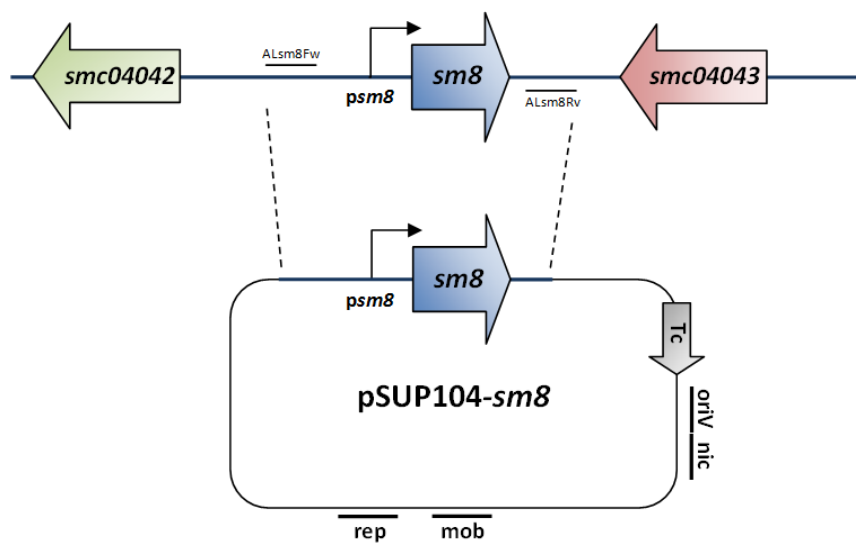 ALsm8Fw
smc04042
sm8
smc04043
psm8
ALsm8Rv
sm8
psm8
Tc
pSUP104-sm8
oriV
nic
rep
mob